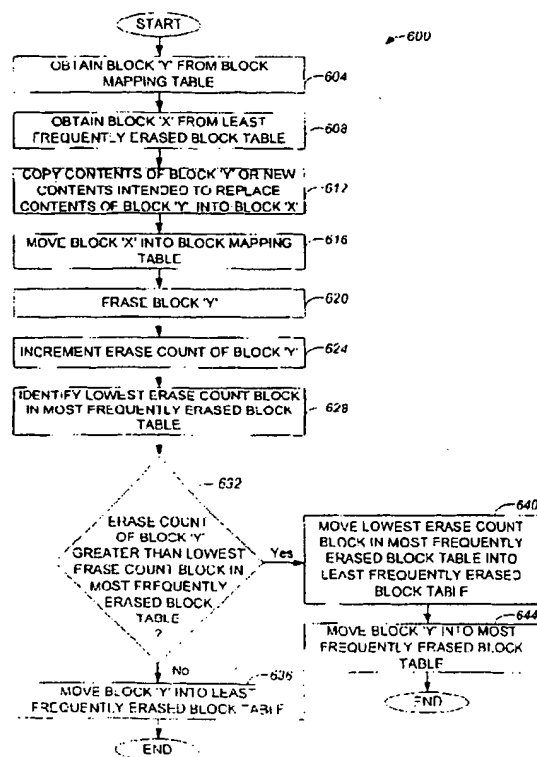 START
600
OBTAIN BLOCK 'Y' FROM BLOCK
MAPPING TABLE
604
OBTAIN BLOCK 'X' FROM LEAST
FREQUENTLY ERASED BLOCK TABLE
608
COPY CONTENTS OF BLOCK 'Y' OR NEW
CONTENTS INTENDED TO REPLACE
CONTENTS OF BLOCK 'Y' INTO BLOCK 'X'
612
MOVE BLOCK 'X' INTO BLOCK MAPPING
TABLE
616
ERASE BLOCK 'Y'
620
INCREMENT ERASE COUNT OF BLOCK 'Y'
624
IDENTIFY LOWEST ERASE COUNT BLOCK
IN MOST FREQUENTLY ERASED BLOCK
TABLE
628
632
ERASE COUNT
OF BLOCK 'Y'
GREATER THAN LOWEST
ERASE COUNT BLOCK IN
MOST FREQUENTLY
ERASED BLOCK
TABLE
?
Yes
640
MOVE LOWEST ERASE COUNT
BLOCK IN MOST FREQUENTLY
ERASED BLOCK TABLE INTO
LEAST FREQUENTLY ERASED
BLOCK TABLE
644
MOVE BLOCK 'Y' INTO MOST
FREQUENTLY ERASED BLOCK
TABLE
END
No
636
MOVE BLOCK 'Y' INTO LEAST
FREQUENTLY ERASED BLOCK TABLE
END